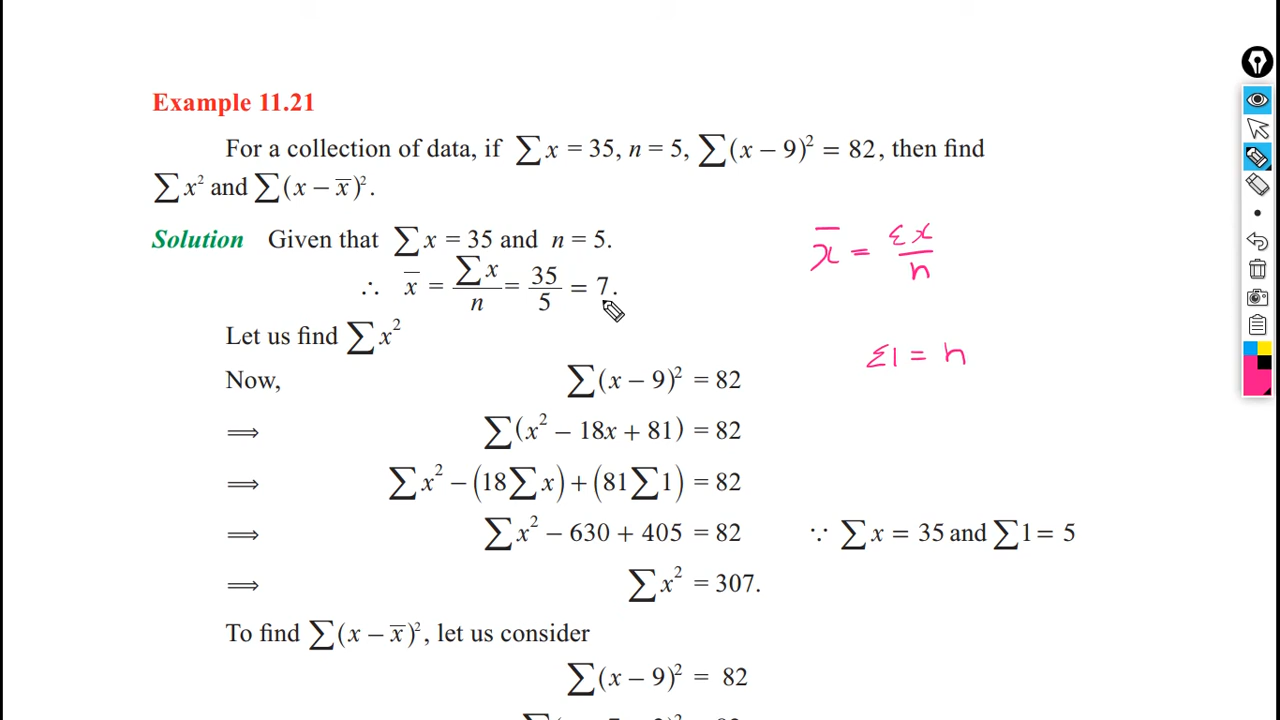 Example 11.21
For a collection of data, if ∑x = 35, n = 5, ∑(x − 9)² = 82, then find
∑x² and ∑(x − x̄)².
Solution Given that ∑x = 35 and n = 5.
∴ x̄ = ∑x/n = 35/5 = 7.
x̄ = Σx/n
Let us find ∑x²
Σ1 = n
Now, ∑(x − 9)² = 82
⟹ ∑(x² − 18x + 81) = 82
⟹ ∑x² − (18∑x) + (81∑1) = 82
⟹ ∑x² − 630 + 405 = 82 ∵ ∑x = 35 and ∑1 = 5
⟹ ∑x² = 307.
To find ∑(x − x̄)², let us consider
∑(x − 9)² = 82